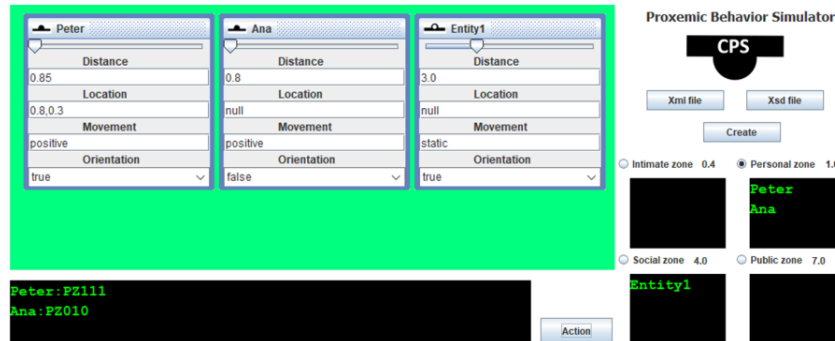 Peter
Distance
0.85
Location
0.8,0.3
Movement
positive
Orientation
true
Ana
Distance
0.8
Location
null
Movement
positive
Orientation
false
Entity1
Distance
3.0
Location
null
Movement
static
Orientation
true
Proxemic Behavior Simulator
CPS
Xml file
Xsd file
Create
Intimate zone 0.4
Personal zone 1.0
Peter
Ana
Social zone 4.0
Public zone 7.0
Entity1
Peter:PZ111
Ana:PZ010
Action